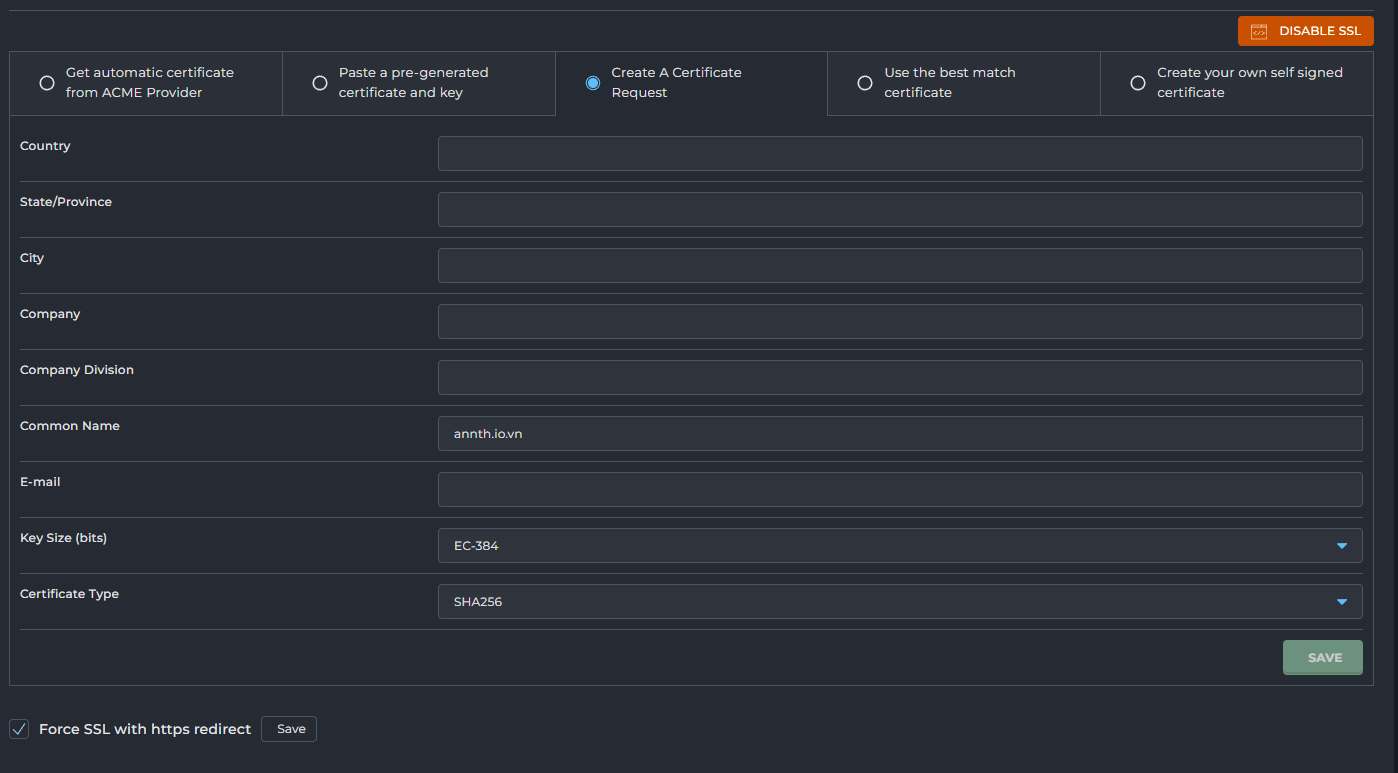 DISABLE SSL
Get automatic certificate
from ACME Provider
Paste a pre-generated
certificate and key
Create A Certificate
Request
Use the best match
certificate
Create your own self signed
certificate
Country
State/Province
City
Company
Company Division
Common Name
annth.io.vn
E-mail
Key Size (bits)
EC-384
Certificate Type
SHA256
SAVE
Force SSL with https redirect
Save